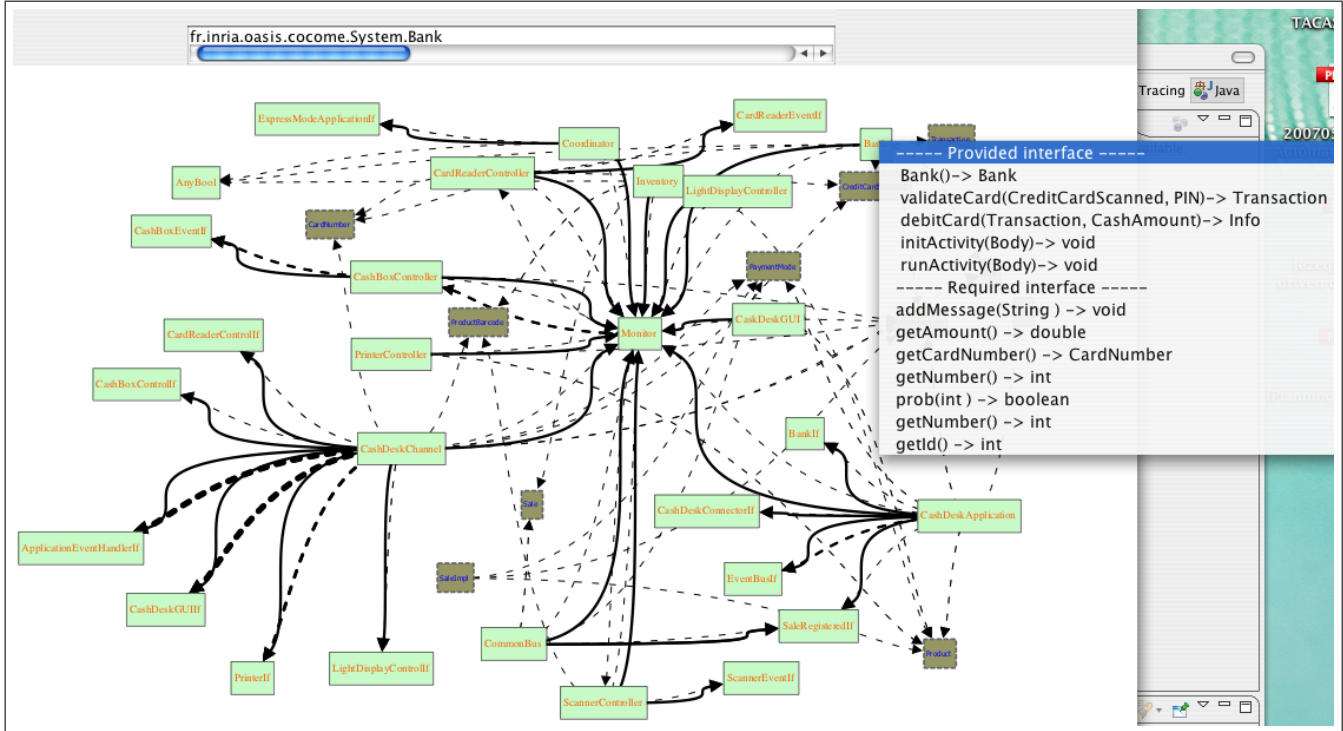 TACAS
fr.inria.oasis.cocome.System.Bank
Tracing Java
200705
ExpressModeApplicationIf
CardReaderEventIf
Coordinator
Bank
Transaction
----- Provided interface -----
Bank()-> Bank
validateCard(CreditCardScanned, PIN)-> Transaction
debitCard(Transaction, CashAmount)-> Info
initActivity(Body)-> void
runActivity(Body)-> void
----- Required interface -----
addMessage(String ) -> void
getAmount() -> double
getCardNumber() -> CardNumber
getNumber() -> int
prob(int ) -> boolean
getNumber() -> int
getId() -> int
AnyBool
CardReaderController
Inventory
LightDisplayController
CreditCard
CardNumber
CashBoxEventIf
CashBoxController
PaymentMode
ProductBarcode
CaskDeskGUI
Monitor
CardReaderControlIf
PrinterController
CashBoxControlIf
BankIf
CashDeskChannel
Sale
CashDeskConnectorIf
CashDeskApplication
ApplicationEventHandlerIf
SaleImpl
EventBusIf
CashDeskGUIIf
SaleRegisteredIf
CommonBus
Product
PrinterIf
LightDisplayControlIf
ScannerEventIf
ScannerController